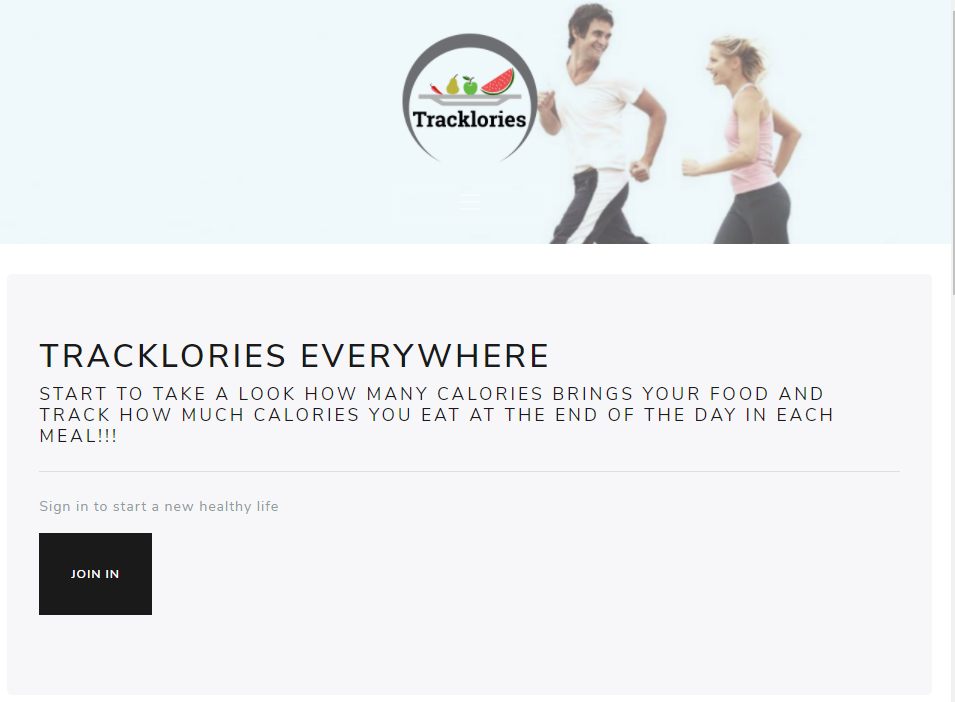 Tracklories
TRACKLORIES EVERYWHERE
START TO TAKE A LOOK HOW MANY CALORIES BRINGS YOUR FOOD AND
TRACK HOW MUCH CALORIES YOU EAT AT THE END OF THE DAY IN EACH
MEAL!!!
Sign in to start a new healthy life
JOIN IN